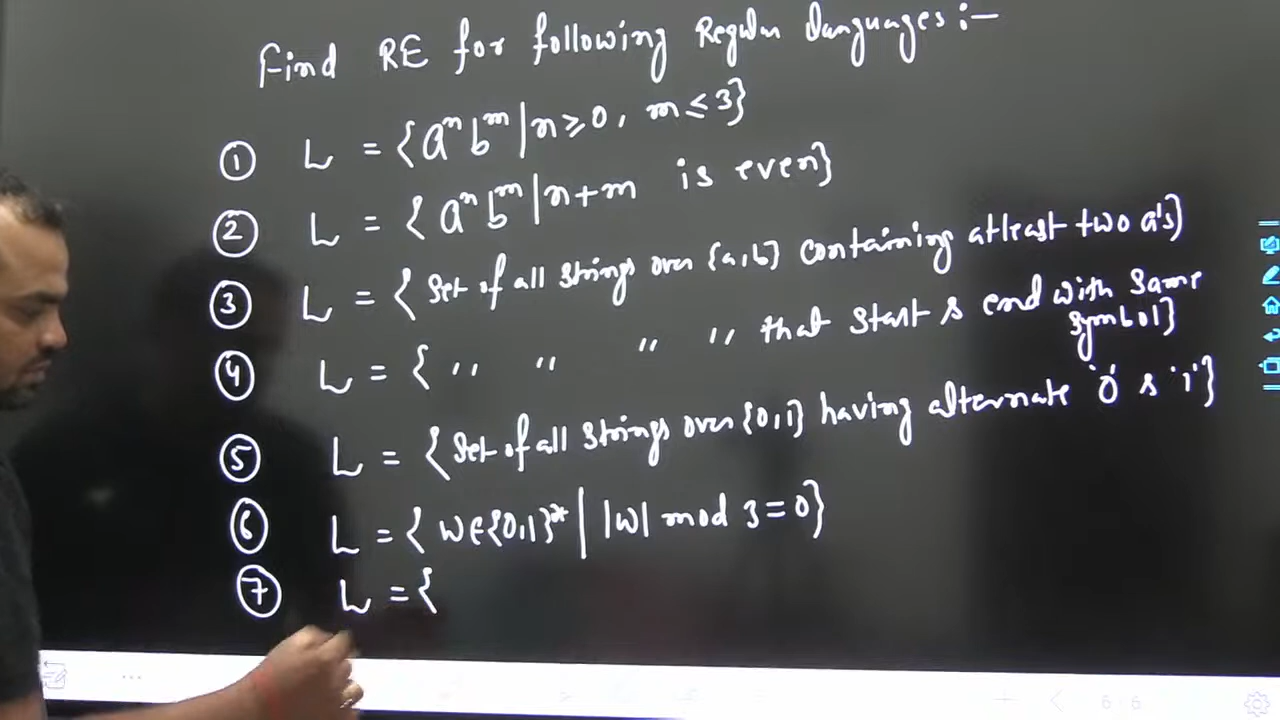 Find RE for following Regular Languages :-
① L = {aⁿbᵐ | n ≥ 0, m ≤ 3}
② L = {aⁿbᵐ | n+m is even}
③ L = {Set of all strings over {a,b} containing atleast two a's}
④ L = { ,, ,, ,, ,, that start & end with same
symbol}
⑤ L = {Set of all strings over {0,1} having alternate '0' & '1'}
⑥ L = { W∈{0,1}* | |W| mod 3 = 0}
⑦ L = {
6 : 6